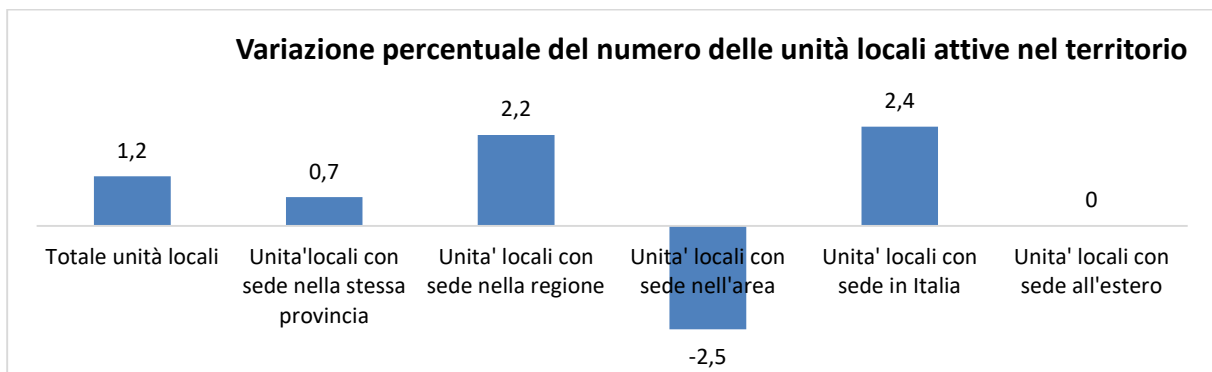 Variazione percentuale del numero delle unità locali attive nel territorio
1,2
0,7
2,2
2,4
0
Totale unità locali
Unita'locali con
sede nella stessa
provincia
Unita' locali con
sede nella regione
Unita' locali con
sede nell'area
Unita' locali con
sede in Italia
Unita' locali con
sede all'estero
-2,5